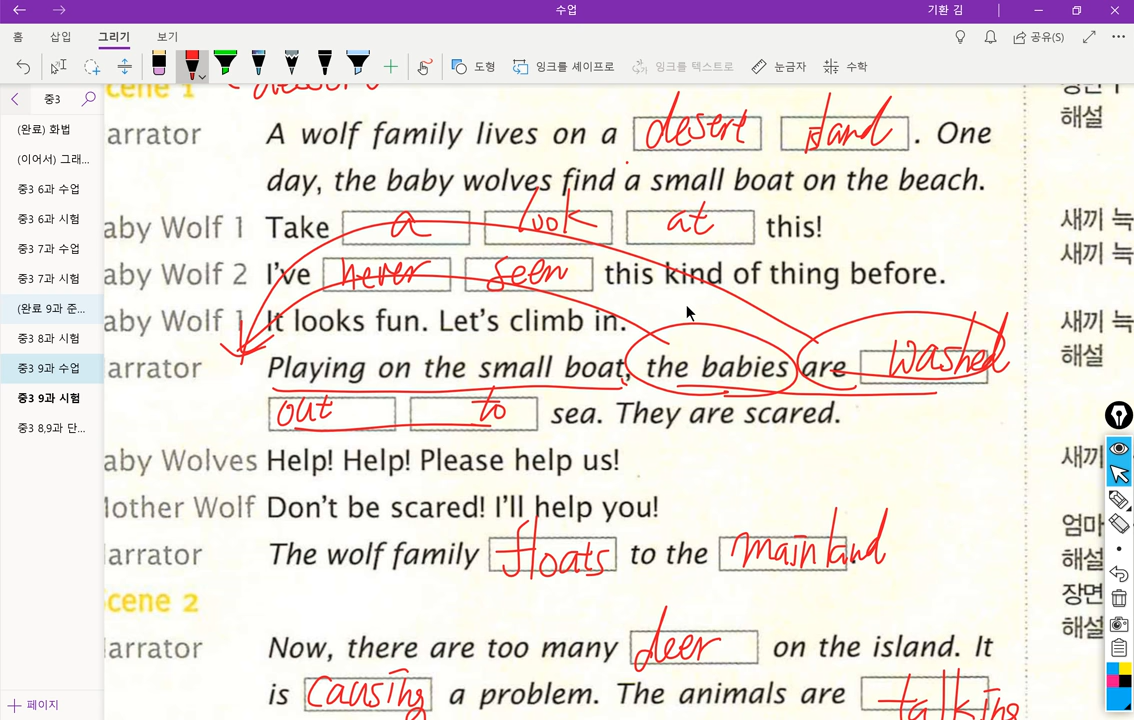 수업
기환 김
홈 삽입 그리기 보기
공유(S)
도형 잉크를 셰이프로 잉크를 텍스트로 눈금자 수학
중3
(완료) 화법
(이어서) 그래...
중3 6과 수업
중3 6과 시험
중3 7과 수업
중3 7과 시험
(완료 9과 준...
중3 8과 시험
중3 9과 수업
중3 9과 시험
중3 8,9과 단...
페이지
cene 1
arrator A wolf family lives on a desert island. One
day, the baby wolves find a small boat on the beach.
aby Wolf 1 Take a look at this!
aby Wolf 2 I've never seen this kind of thing before.
aby Wolf 1 It looks fun. Let's climb in.
arrator Playing on the small boat, the babies are washed
out to sea. They are scared.
aby Wolves Help! Help! Please help us!
Mother Wolf Don't be scared! I'll help you!
arrator The wolf family floats to the mainland
cene 2
arrator Now, there are too many deer on the island. It
is causing a problem. The animals are talking
해설
새끼 늑
새끼 늑
새끼 늑
해설
새끼
엄마
해설
장면
해설